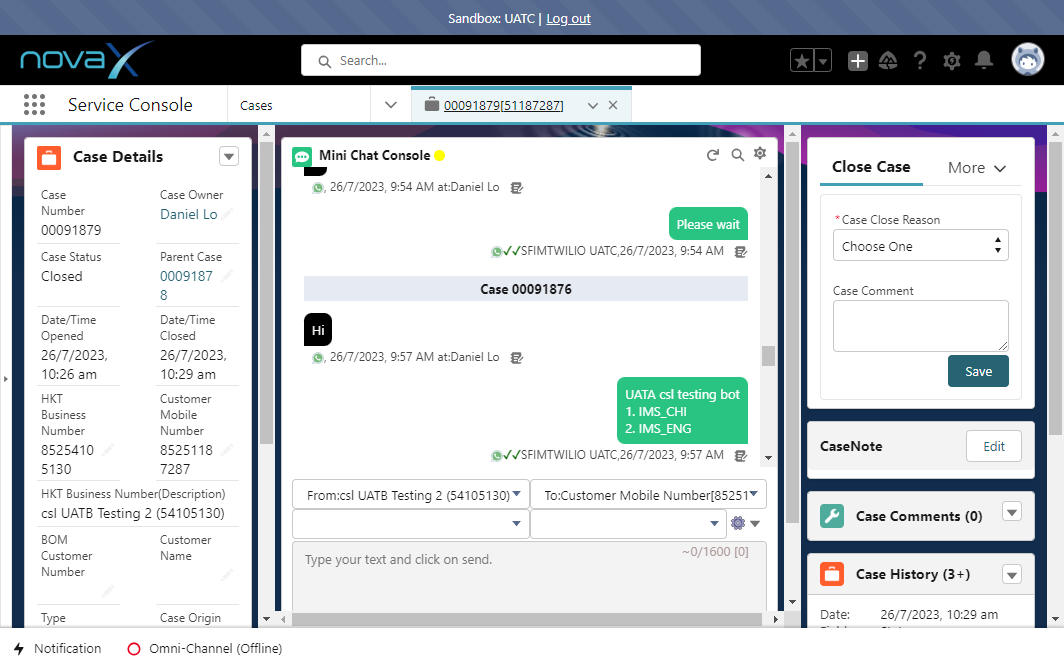 Sandbox: UATC | Log out
novaX
Search...
Service Console
Cases
00091879[51187287]
Case Details
Case Number
Case Owner
00091879
Daniel Lo
Case Status
Parent Case
Closed
0009187
8
Date/Time Opened
Date/Time Closed
26/7/2023, 10:26 am
26/7/2023, 10:29 am
HKT Business Number
Customer Mobile Number
8525410
5130
8525118
7287
HKT Business Number(Description)
csl UATB Testing 2 (54105130)
BOM Customer Number
Customer Name
Type
Case Origin
Mini Chat Console
, 26/7/2023, 9:54 AM at:Daniel Lo
Please wait
✓✓SFIMTWILIO UATC,26/7/2023, 9:54 AM
Case 00091876
Hi
, 26/7/2023, 9:57 AM at:Daniel Lo
UATA csl testing bot
1. IMS_CHI
2. IMS_ENG
✓✓SFIMTWILIO UATC,26/7/2023, 9:57 AM
From:csl UATB Testing 2 (54105130)
To:Customer Mobile Number[85251
Type your text and click on send.
~0/1600 [0]
Close Case
More
*Case Close Reason
Choose One
Case Comment
Save
CaseNote
Edit
Case Comments (0)
Case History (3+)
Date:
26/7/2023, 10:29 am
Notification
Omni-Channel (Offline)